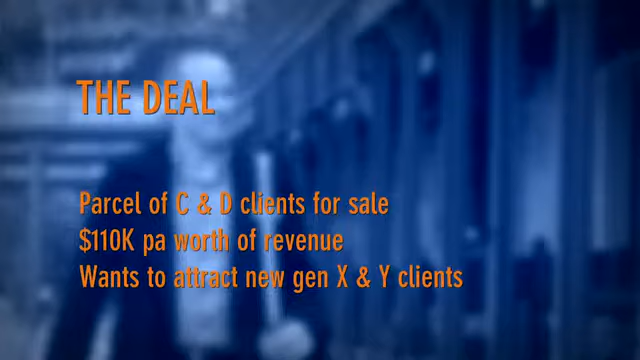 THE DEAL
Parcel of C & D clients for sale
$110K pa worth of revenue
Wants to attract new gen X & Y clients